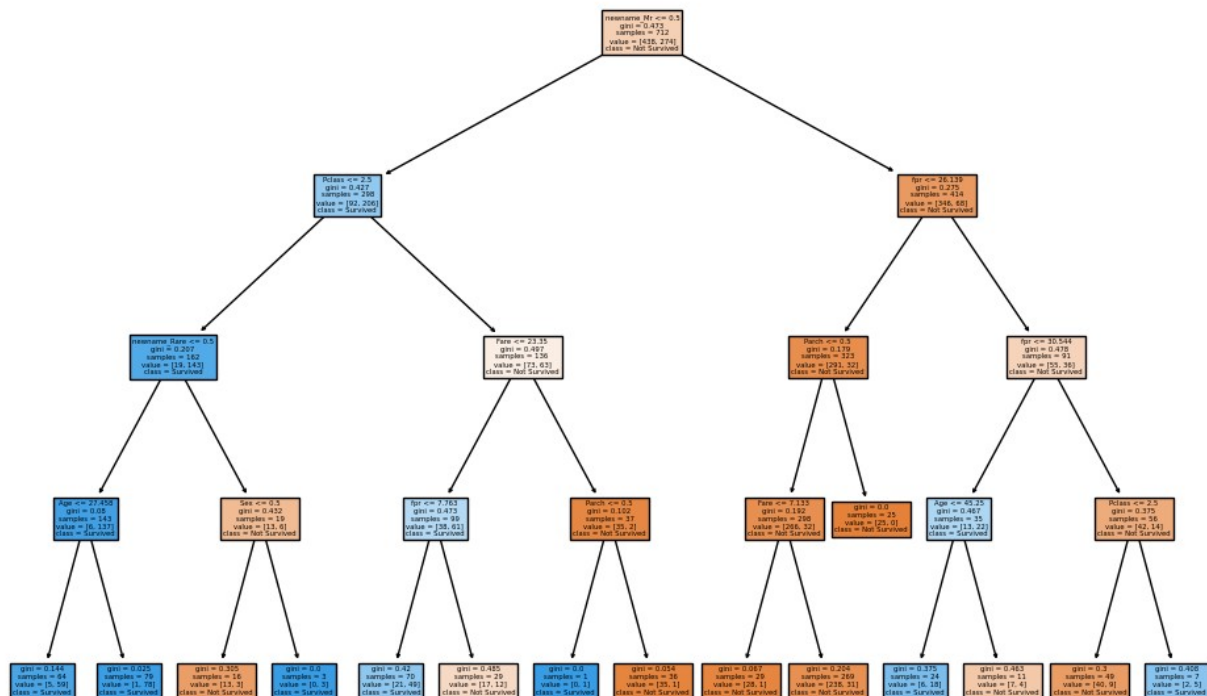 newname_Mr <= 0.5
gini = 0.473
samples = 712
value = [438, 274]
class = Not Survived
Pclass <= 2.5
gini = 0.427
samples = 298
value = [92, 206]
class = Survived
fpr <= 26.139
gini = 0.275
samples = 414
value = [346, 68]
class = Not Survived
newname_Rare <= 0.5
gini = 0.207
samples = 162
value = [19, 143]
class = Survived
Fare <= 23.35
gini = 0.497
samples = 136
value = [73, 63]
class = Not Survived
Parch <= 0.5
gini = 0.179
samples = 323
value = [291, 32]
class = Not Survived
fpr <= 30.544
gini = 0.478
samples = 91
value = [55, 36]
class = Not Survived
Age <= 27.458
gini = 0.08
samples = 143
value = [6, 137]
class = Survived
Sex <= 0.5
gini = 0.432
samples = 19
value = [13, 6]
class = Not Survived
fpr <= 7.763
gini = 0.473
samples = 99
value = [38, 61]
class = Survived
Parch <= 0.5
gini = 0.102
samples = 37
value = [35, 2]
class = Not Survived
Fare <= 7.133
gini = 0.192
samples = 298
value = [266, 32]
class = Not Survived
gini = 0.0
samples = 25
value = [25, 0]
class = Not Survived
Age <= 45.25
gini = 0.467
samples = 35
value = [13, 22]
class = Survived
Pclass <= 2.5
gini = 0.375
samples = 56
value = [42, 14]
class = Not Survived
gini = 0.144
samples = 64
value = [5, 59]
class = Survived
gini = 0.025
samples = 79
value = [1, 78]
class = Survived
gini = 0.305
samples = 16
value = [13, 3]
class = Not Survived
gini = 0.0
samples = 3
value = [0, 3]
class = Survived
gini = 0.42
samples = 70
value = [21, 49]
class = Survived
gini = 0.485
samples = 29
value = [17, 12]
class = Not Survived
gini = 0.0
samples = 1
value = [0, 1]
class = Survived
gini = 0.054
samples = 36
value = [35, 1]
class = Not Survived
gini = 0.067
samples = 29
value = [28, 1]
class = Not Survived
gini = 0.204
samples = 269
value = [238, 31]
class = Not Survived
gini = 0.375
samples = 24
value = [6, 18]
class = Survived
gini = 0.463
samples = 11
value = [7, 4]
class = Not Survived
gini = 0.3
samples = 49
value = [40, 9]
class = Not Survived
gini = 0.408
samples = 7
value = [2, 5]
class = Survived